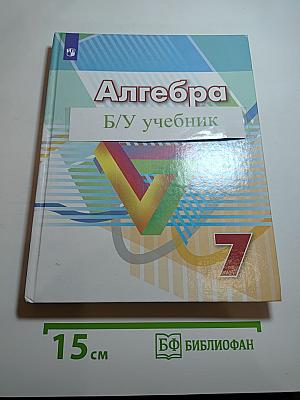 Алгебра
Б/У учебник
7
15 см
БФ БИБЛИОФАН